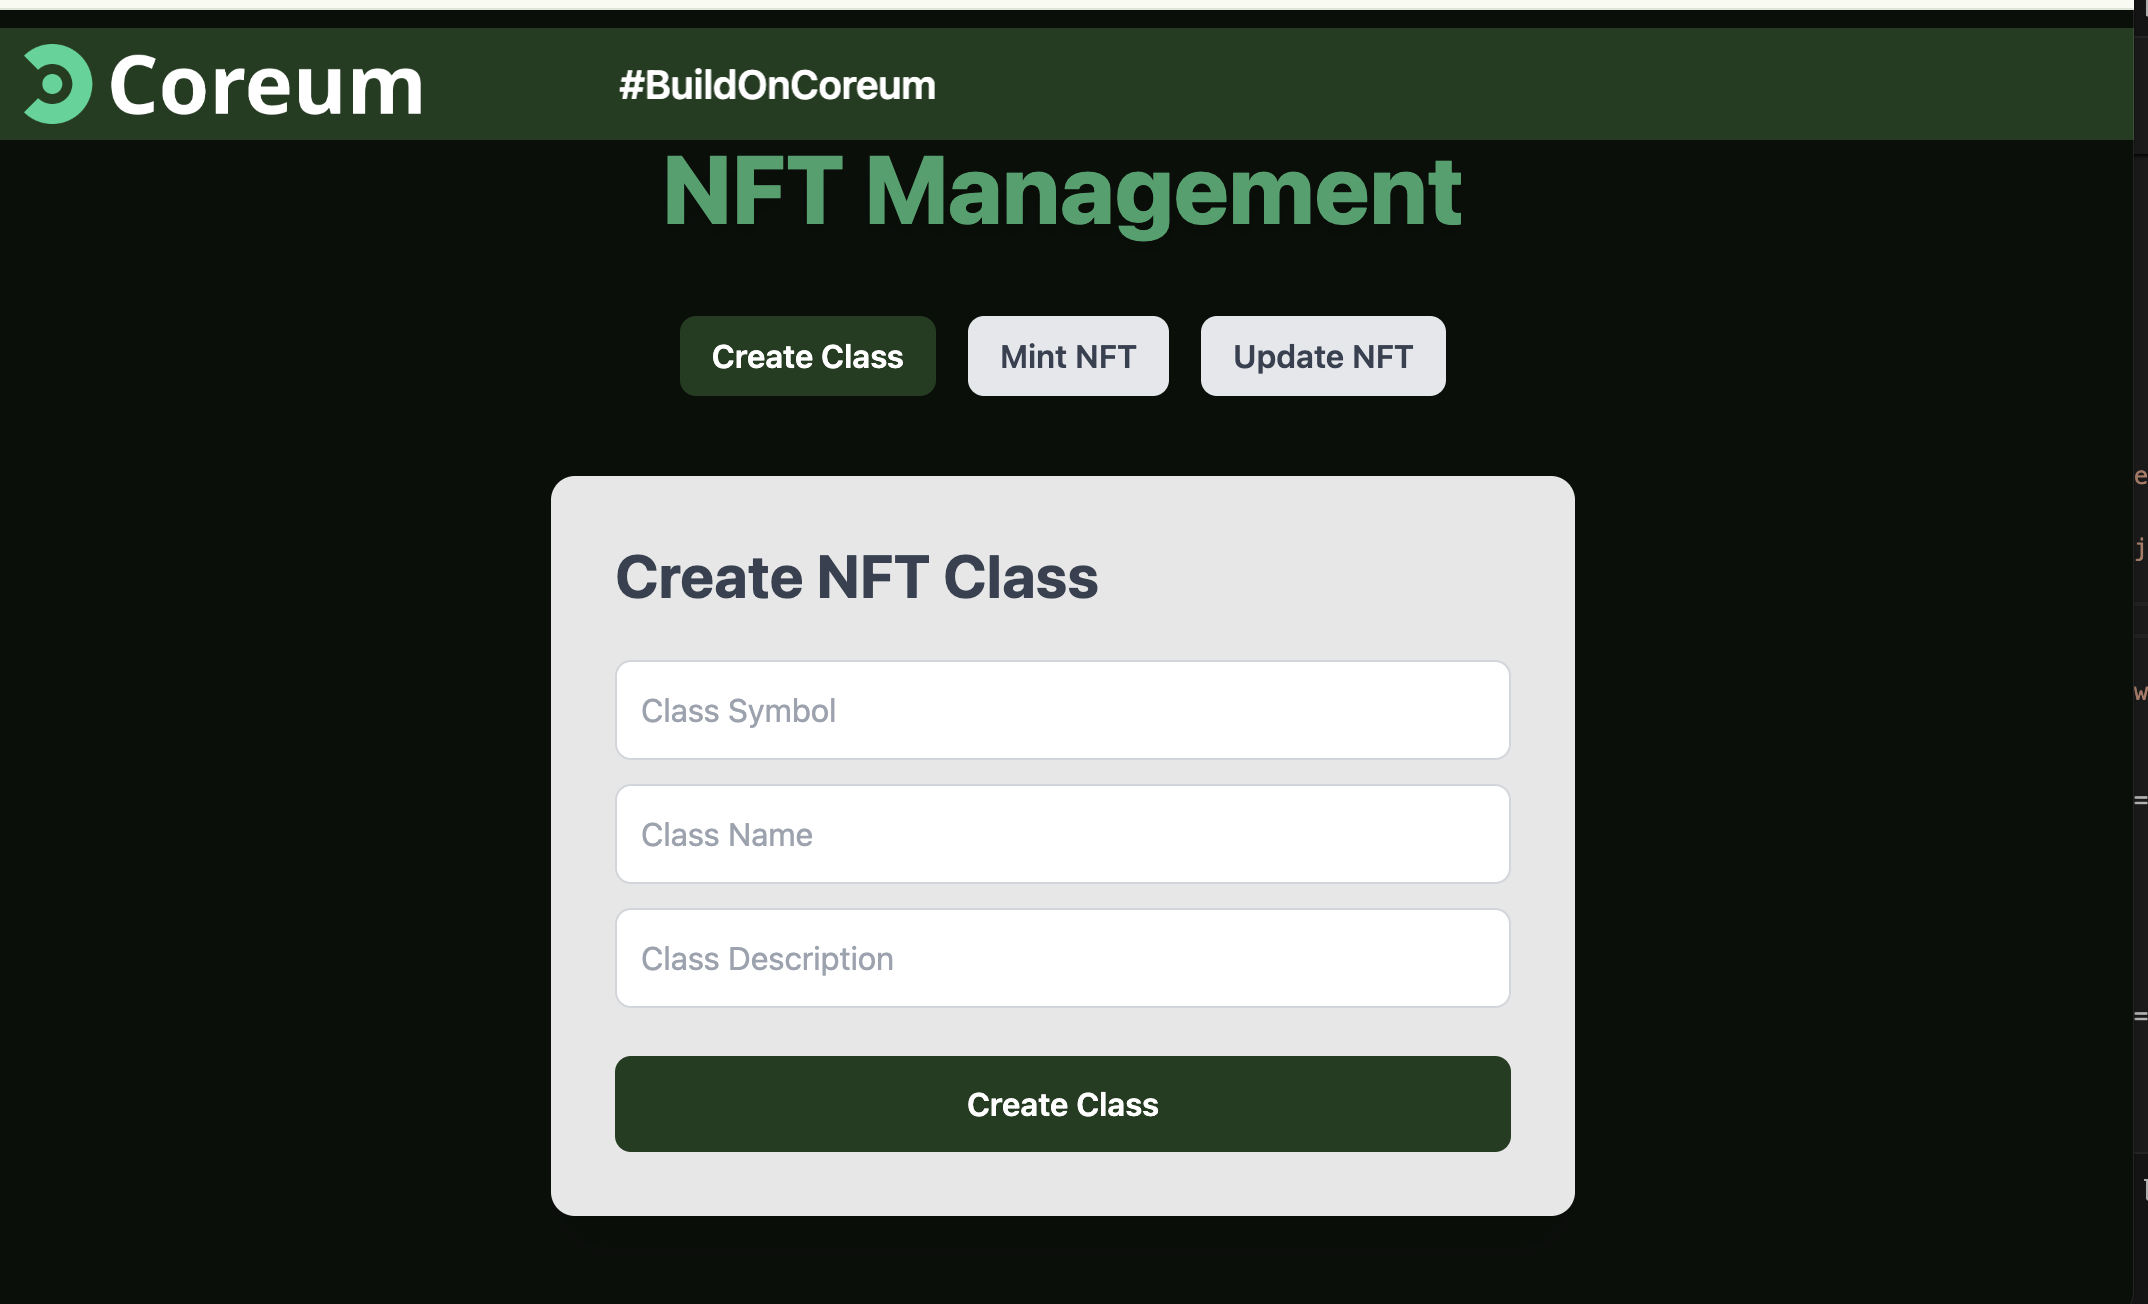 Coreum
#BuildOnCoreum
NFT Management
Create Class
Mint NFT
Update NFT
Create NFT Class
Class Symbol
Class Name
Class Description
Create Class